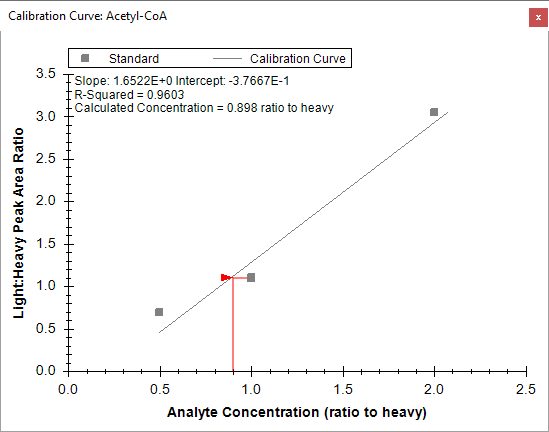 Calibration Curve: Acetyl-CoA
x
Standard Calibration Curve
Slope: 1.6522E+0 Intercept: -3.7667E-1
R-Squared = 0.9603
Calculated Concentration = 0.898 ratio to heavy
Light:Heavy Peak Area Ratio
3.5
3.0
2.5
2.0
1.5
1.0
0.5
0.0
0.0 0.5 1.0 1.5 2.0 2.5
Analyte Concentration (ratio to heavy)